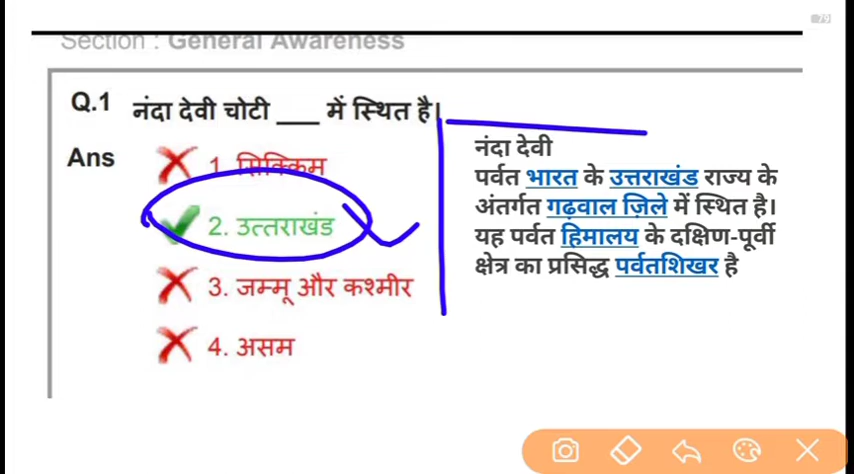 79
Section : General Awareness
Q.1 नंदा देवी चोटी ___ में स्थित है।
Ans
1. सिक्किम
2. उत्तराखंड
3. जम्मू और कश्मीर
4. असम
नंदा देवी
पर्वत भारत के उत्तराखंड राज्य के
अंतर्गत गढ़वाल ज़िले में स्थित है।
यह पर्वत हिमालय के दक्षिण-पूर्वी
क्षेत्र का प्रसिद्ध पर्वतशिखर है